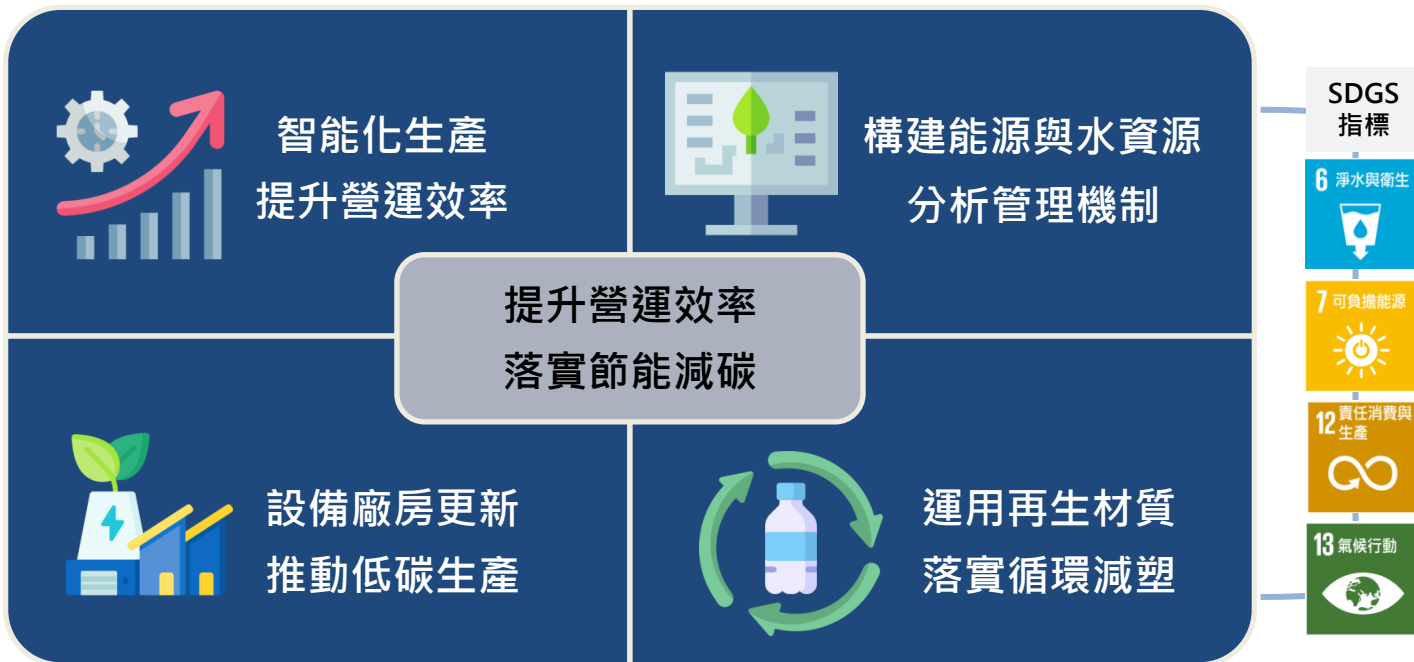 智能化生產
提升營運效率
構建能源與水資源
分析管理機制
提升營運效率
落實節能減碳
設備廠房更新
推動低碳生產
運用再生材質
落實循環減塑
SDGS
指標
6 淨水與衛生
7 可負擔能源
12 責任消費與
生產
13 氣候行動